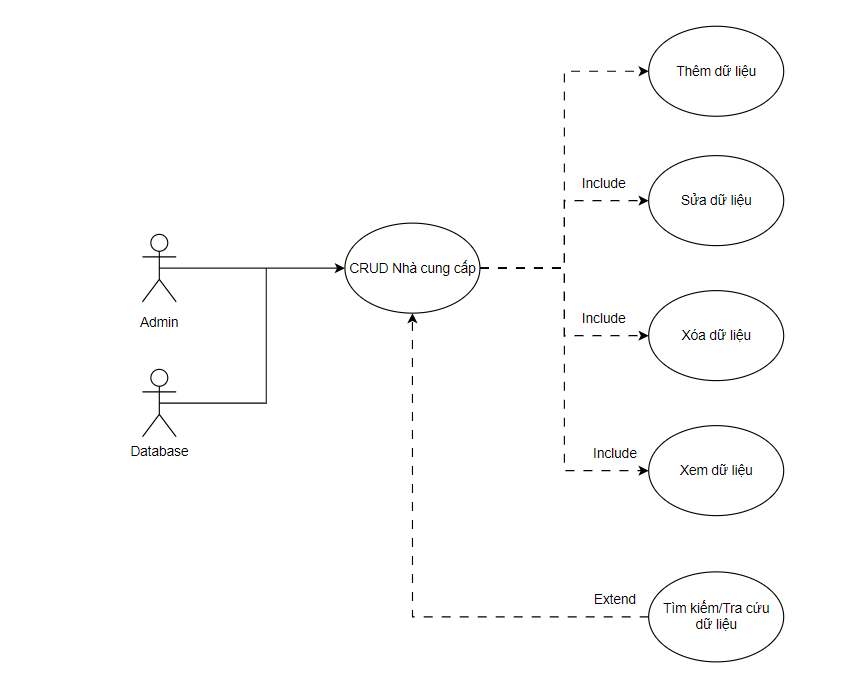 Thêm dữ liệu
Include
Sửa dữ liệu
Admin
CRUD Nhà cung cấp
Include
Xóa dữ liệu
Database
Include
Xem dữ liệu
Extend
Tìm kiếm/Tra cứu
dữ liệu